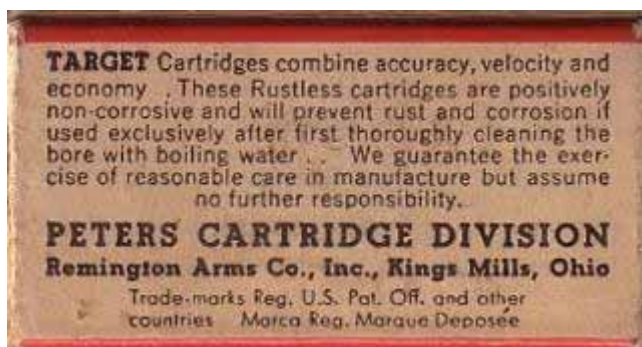 TARGET Cartridges combine accuracy, velocity and
economy . These Rustless cartridges are positively
non-corrosive and will prevent rust and corrosion if
used exclusively after first thoroughly cleaning the
bore with boiling water . . We guarantee the exer-
cise of reasonable care in manufacture but assume
no further responsibility.
PETERS CARTRIDGE DIVISION
Remington Arms Co., Inc., Kings Mills, Ohio
Trade-marks Reg. U.S. Pat. Off. and other
countries Marca Reg. Marque Deposée